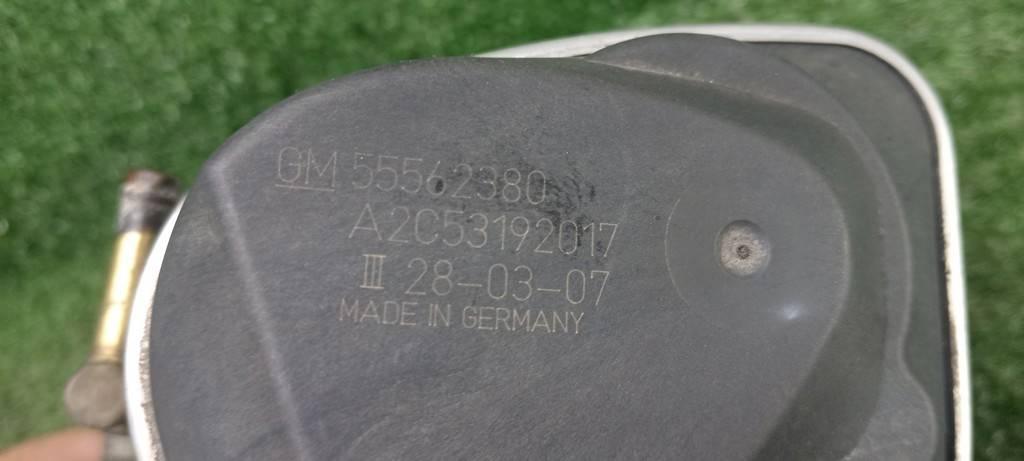 GM 55562380
A2C53192017
III 28-03-07
MADE IN GERMANY